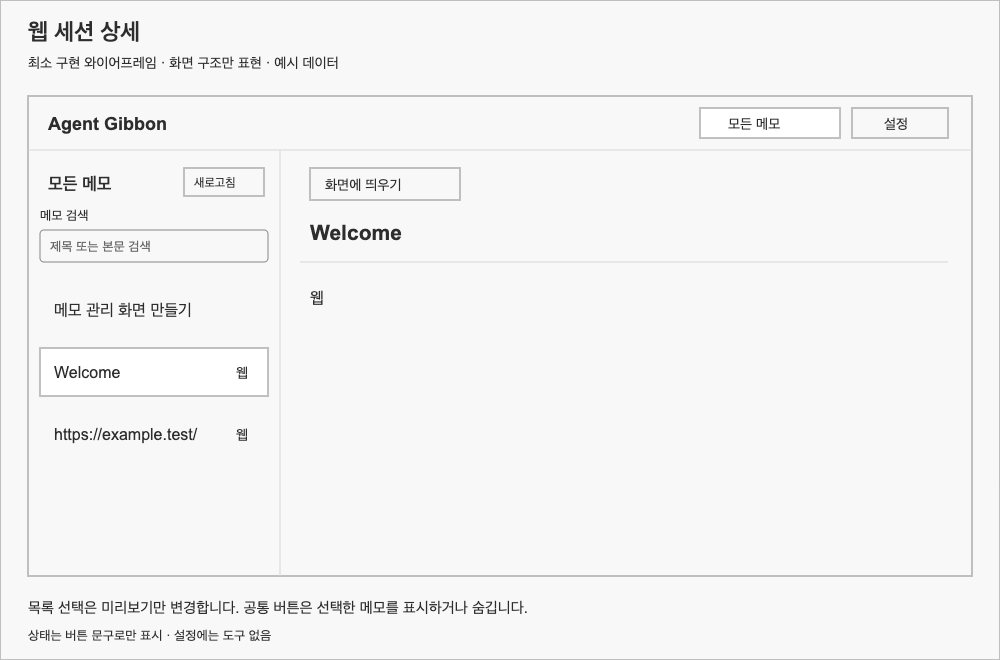 웹 세션 상세
최소 구현 와이어프레임 · 화면 구조만 표현 · 예시 데이터
Agent Gibbon
모든 메모
설정
모든 메모
새로고침
메모 검색
제목 또는 본문 검색
메모 관리 화면 만들기
Welcome 웹
https://example.test/ 웹
화면에 띄우기
Welcome
웹
목록 선택은 미리보기만 변경합니다. 공통 버튼은 선택한 메모를 표시하거나 숨깁니다.
상태는 버튼 문구로만 표시 · 설정에는 도구 없음